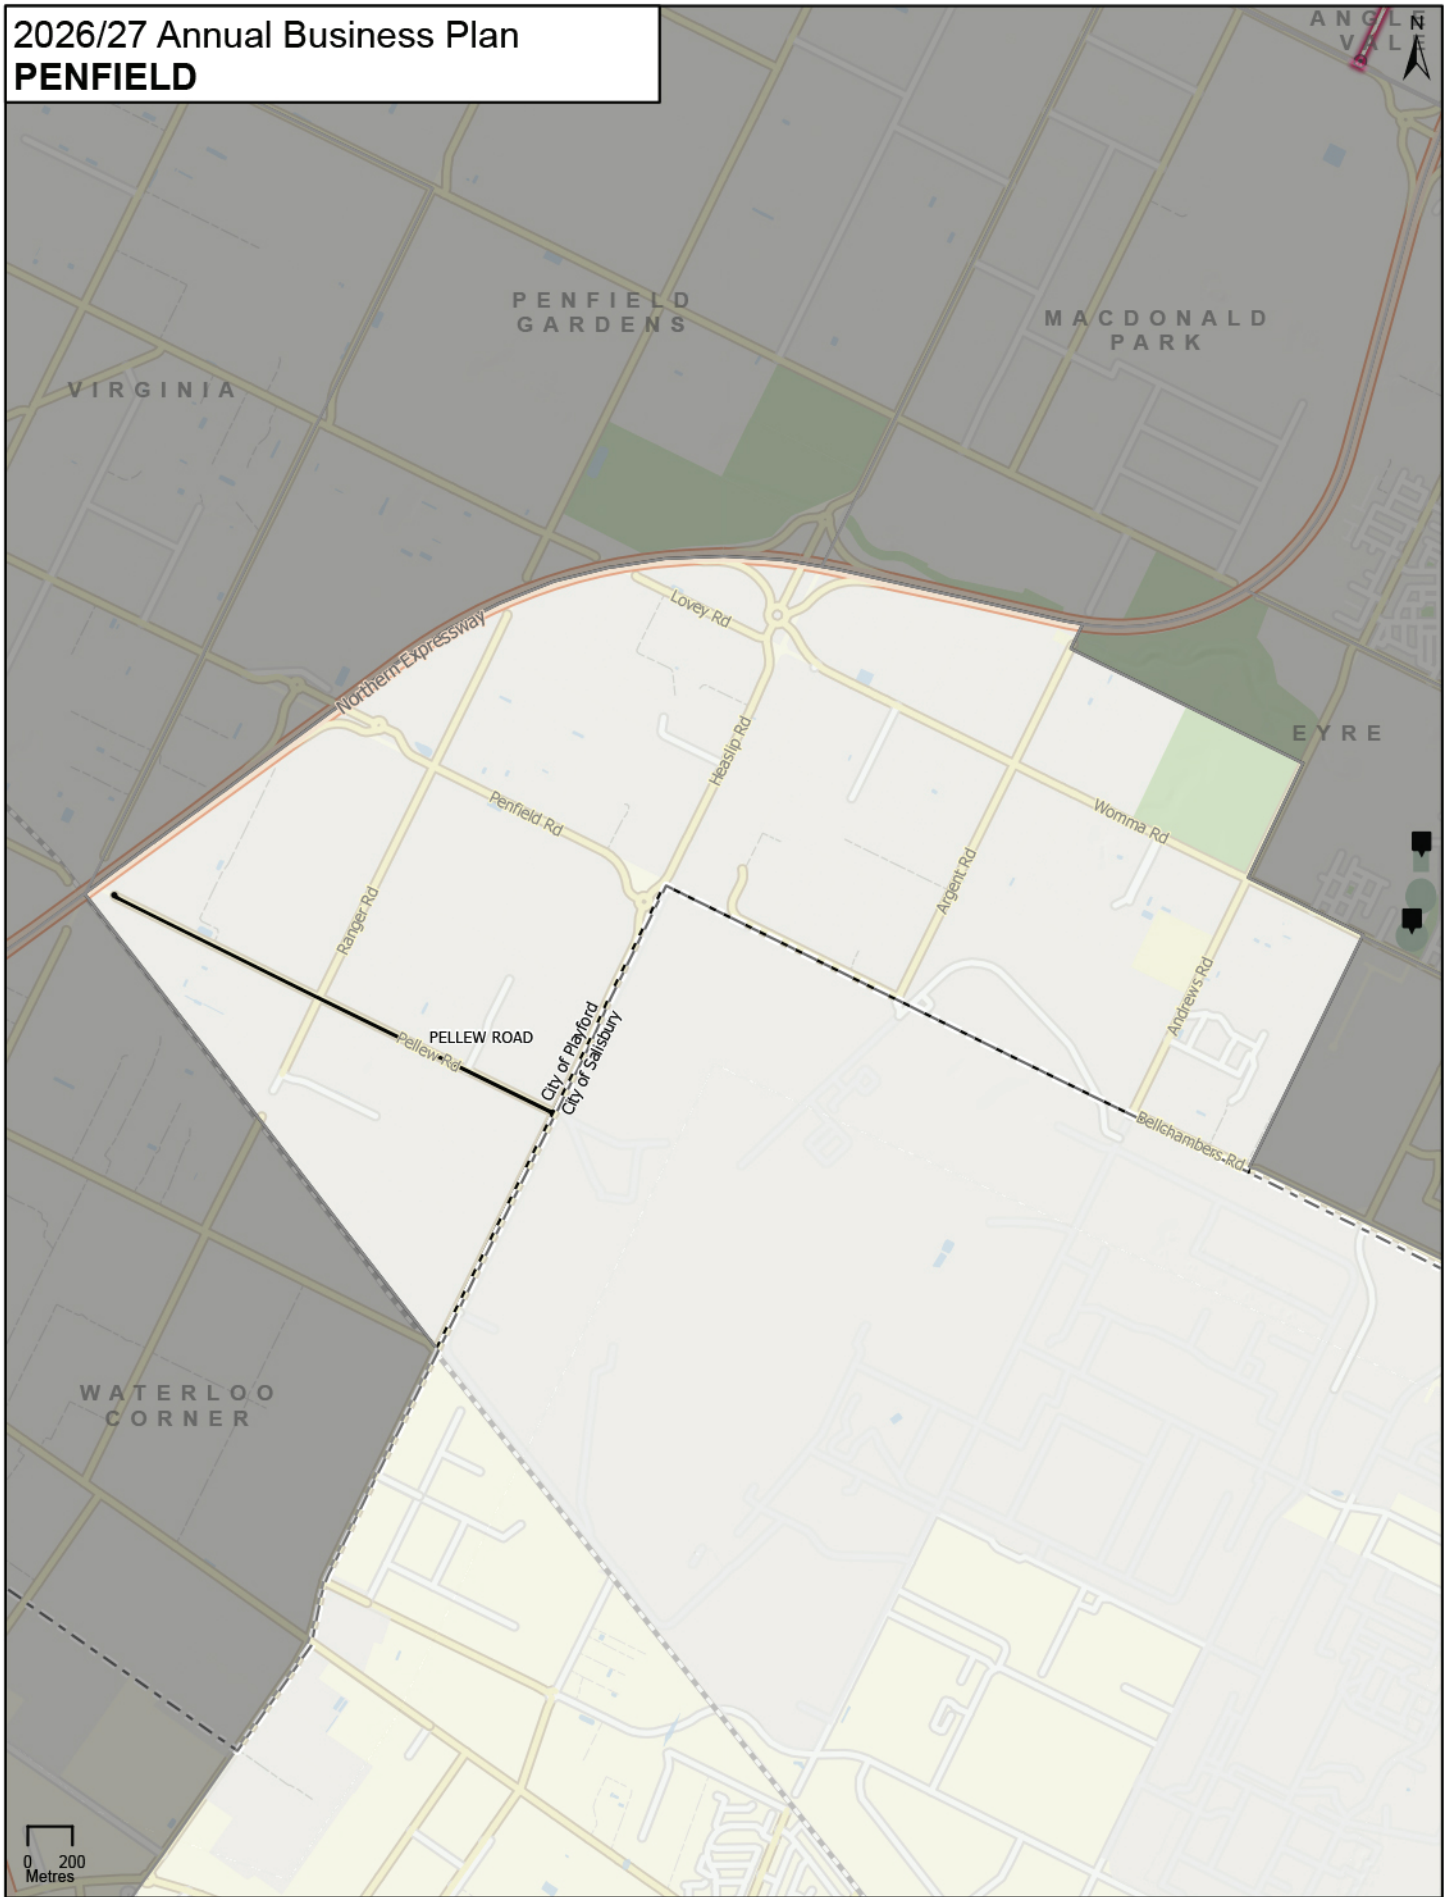 2026/27 Annual Business Plan
PENFIELD
ANGLE
VALE
N
PENFIELD
GARDENS
MACDONALD
PARK
VIRGINIA
Lovey Rd
Northern Expressway
EYRE
Heaslip Rd
Penfield Rd
Womma Rd
Argent Rd
Ranger Rd
Andrews Rd
PELLEW ROAD
Pellew Rd
City of Playford
City of Salisbury
Bellchambers Rd
WATERLOO
CORNER
0 200
Metres